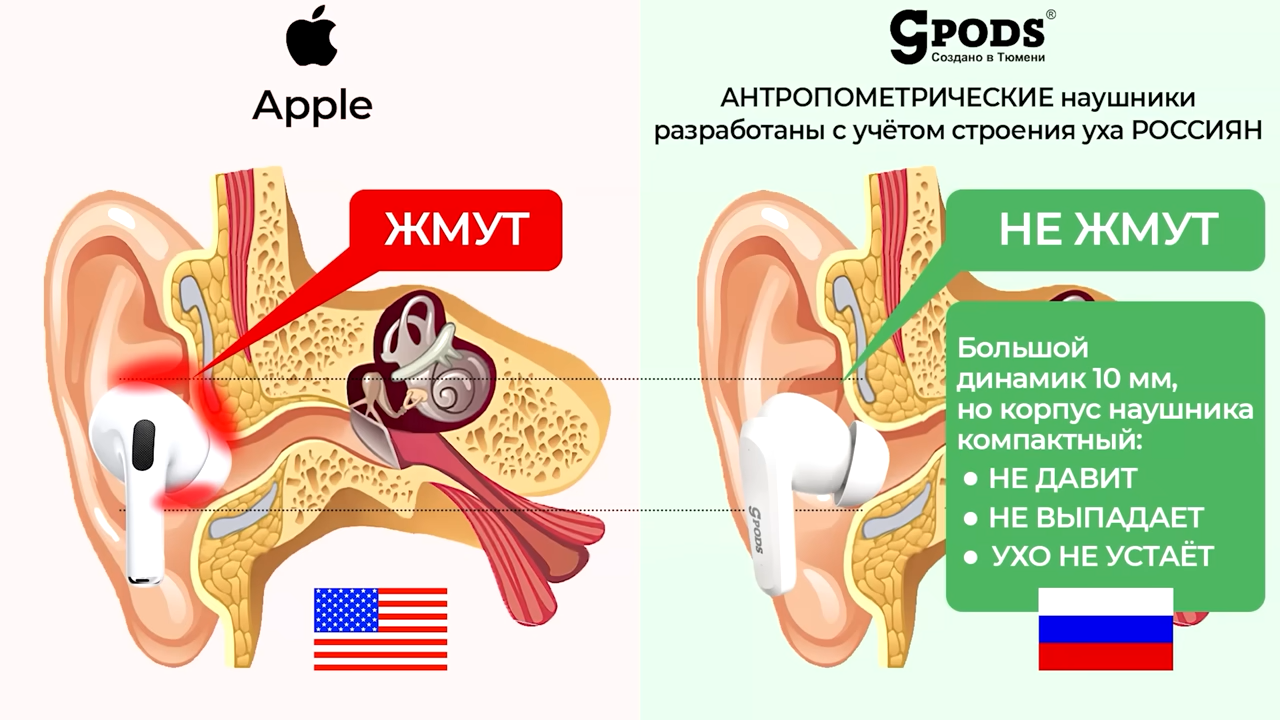 Apple
ЖМУТ
gPODS®
Создано в Тюмени
АНТРОПОМЕТРИЧЕСКИЕ наушники
разработаны с учётом строения уха РОССИЯН
НЕ ЖМУТ
Большой
динамик 10 мм,
но корпус наушника
компактный:
● НЕ ДАВИТ
● НЕ ВЫПАДАЕТ
● УХО НЕ УСТАЁТ
gPODS